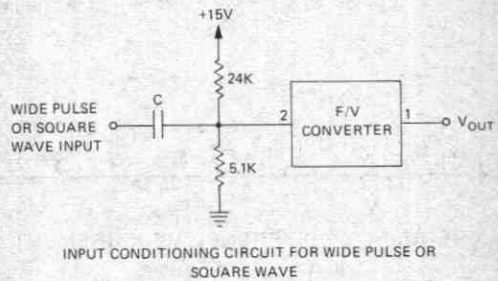 +15V
24K
C
WIDE PULSE
OR SQUARE
WAVE INPUT
2
F/V
CONVERTER
1
VOUT
5.1K
INPUT CONDITIONING CIRCUIT FOR WIDE PULSE OR
SQUARE WAVE